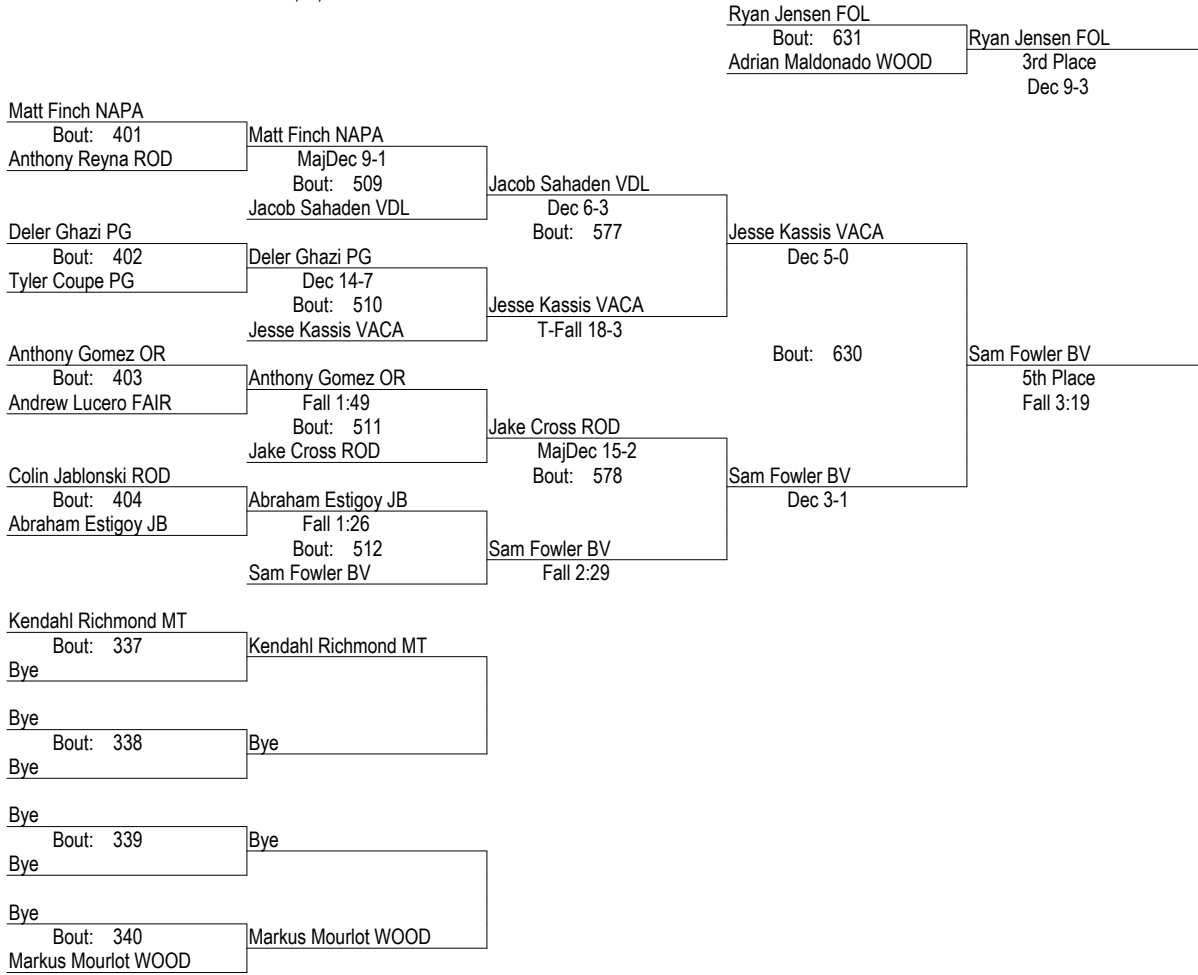 Ryan Jensen FOL
Bout: 631
Adrian Maldonado WOOD
Ryan Jensen FOL
3rd Place
Dec 9-3
Matt Finch NAPA
Bout: 401
Anthony Reyna ROD
Matt Finch NAPA
MajDec 9-1
Bout: 509
Jacob Sahaden VDL
Jacob Sahaden VDL
Dec 6-3
Bout: 577
Deler Ghazi PG
Bout: 402
Tyler Coupe PG
Deler Ghazi PG
Dec 14-7
Bout: 510
Jesse Kassis VACA
Jesse Kassis VACA
T-Fall 18-3
Jesse Kassis VACA
Dec 5-0
Bout: 630
Sam Fowler BV
5th Place
Fall 3:19
Anthony Gomez OR
Bout: 403
Andrew Lucero FAIR
Anthony Gomez OR
Fall 1:49
Bout: 511
Jake Cross ROD
Jake Cross ROD
MajDec 15-2
Bout: 578
Colin Jablonski ROD
Bout: 404
Abraham Estigoy JB
Abraham Estigoy JB
Fall 1:26
Bout: 512
Sam Fowler BV
Sam Fowler BV
Fall 2:29
Sam Fowler BV
Dec 3-1
Kendahl Richmond MT
Bout: 337
Bye
Kendahl Richmond MT
Bye
Bout: 338
Bye
Bye
Bye
Bout: 339
Bye
Bye
Bye
Bout: 340
Markus Mourlot WOOD
Markus Mourlot WOOD